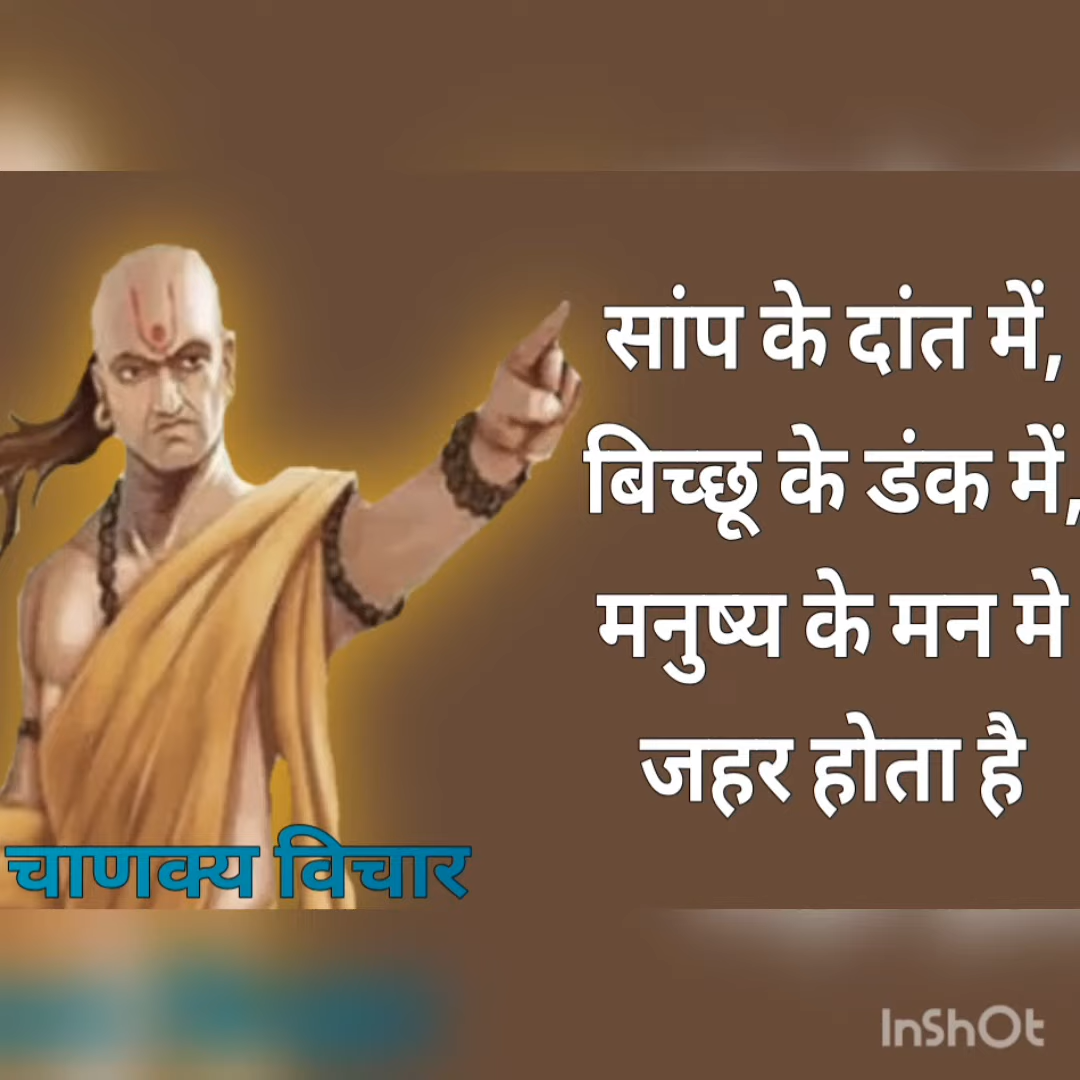 सांप के दांत में,
बिच्छू के डंक में,
मनुष्य के मन मे
जहर होता है
चाणक्य विचार
InShOt